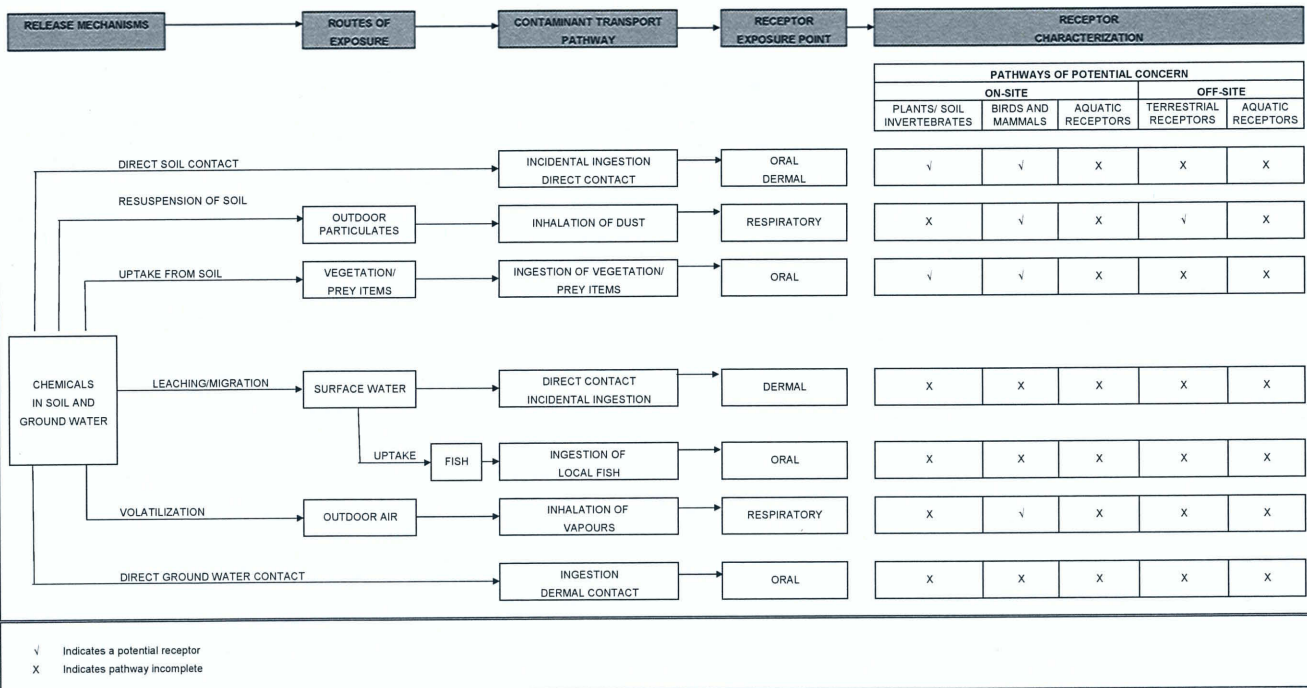 RELEASE MECHANISMS
ROUTES OF
EXPOSURE
CONTAMINANT TRANSPORT
PATHWAY
RECEPTOR
EXPOSURE POINT
RECEPTOR
CHARACTERIZATION
PATHWAYS OF POTENTIAL CONCERN
ON-SITE
OFF-SITE
PLANTS/ SOIL
INVERTEBRATES
BIRDS AND
MAMMALS
AQUATIC
RECEPTORS
TERRESTRIAL
RECEPTORS
AQUATIC
RECEPTORS
DIRECT SOIL CONTACT
INCIDENTAL INGESTION
DIRECT CONTACT
ORAL
DERMAL
√ √ X X X
RESUSPENSION OF SOIL
OUTDOOR
PARTICULATES
INHALATION OF DUST
RESPIRATORY
X √ X √ X
UPTAKE FROM SOIL
VEGETATION/
PREY ITEMS
INGESTION OF VEGETATION/
PREY ITEMS
ORAL
√ √ X X X
CHEMICALS
IN SOIL AND
GROUND WATER
LEACHING/MIGRATION
SURFACE WATER
DIRECT CONTACT
INCIDENTAL INGESTION
DERMAL
X X X X X
UPTAKE
FISH
INGESTION OF
LOCAL FISH
ORAL
X X X X X
VOLATILIZATION
OUTDOOR AIR
INHALATION OF
VAPOURS
RESPIRATORY
X √ X X X
DIRECT GROUND WATER CONTACT
INGESTION
DERMAL CONTACT
ORAL
X X X X X
√ Indicates a potential receptor
X Indicates pathway incomplete